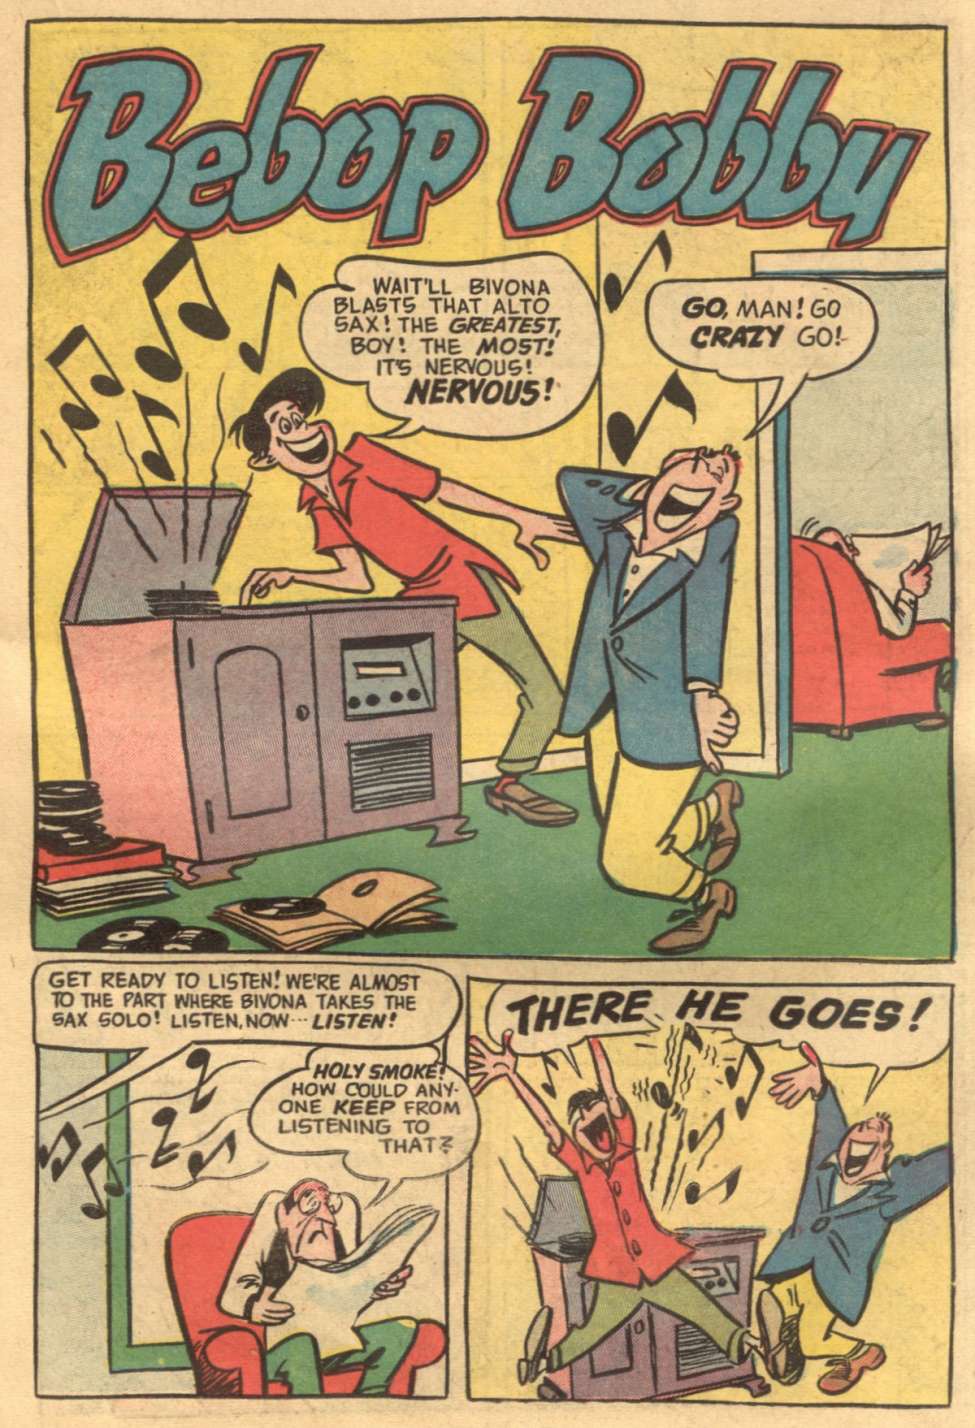 Bebop Bobby
WAIT'LL BIVONA
BLASTS THAT ALTO
SAX! THE GREATEST,
BOY! THE MOST!
IT'S NERVOUS!
NERVOUS!
GO, MAN! GO
CRAZY GO!
GET READY TO LISTEN! WE'RE ALMOST
TO THE PART WHERE BIVONA TAKES THE
SAX SOLO! LISTEN, NOW--- LISTEN!
HOLY SMOKE!
HOW COULD ANY-
ONE KEEP FROM
LISTENING TO
THAT?
THERE HE GOES!